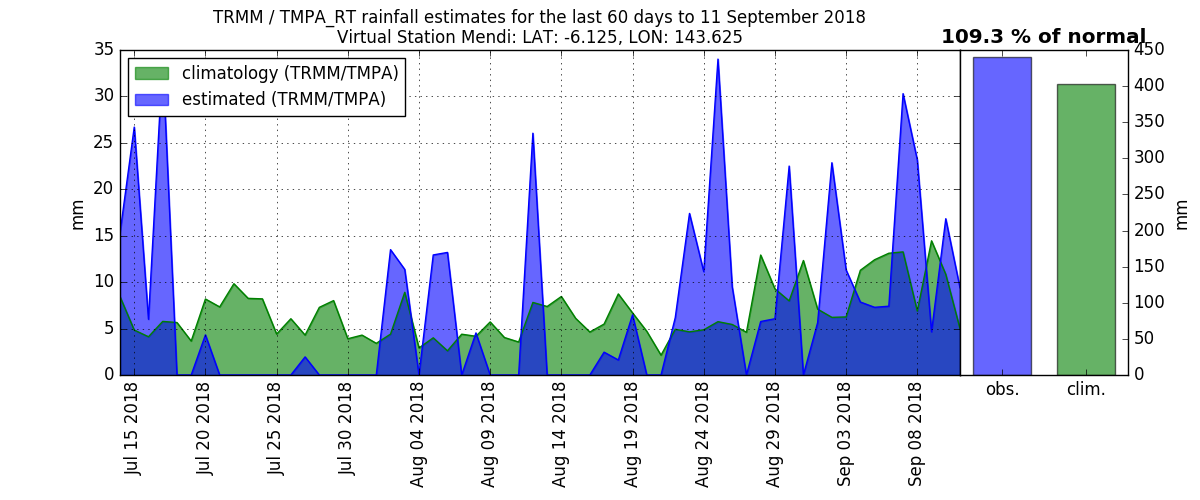 TRMM / TMPA_RT rainfall estimates for the last 60 days to 11 September 2018
Virtual Station Mendi: LAT: -6.125, LON: 143.625
109.3 % of normal
climatology (TRMM/TMPA)
estimated (TRMM/TMPA)
35
30
25
20
15
10
5
0
mm
Jul 15 2018
Jul 20 2018
Jul 25 2018
Jul 30 2018
Aug 04 2018
Aug 09 2018
Aug 14 2018
Aug 19 2018
Aug 24 2018
Aug 29 2018
Sep 03 2018
Sep 08 2018
obs.
clim.
450
400
350
300
250
200
150
100
50
0
mm